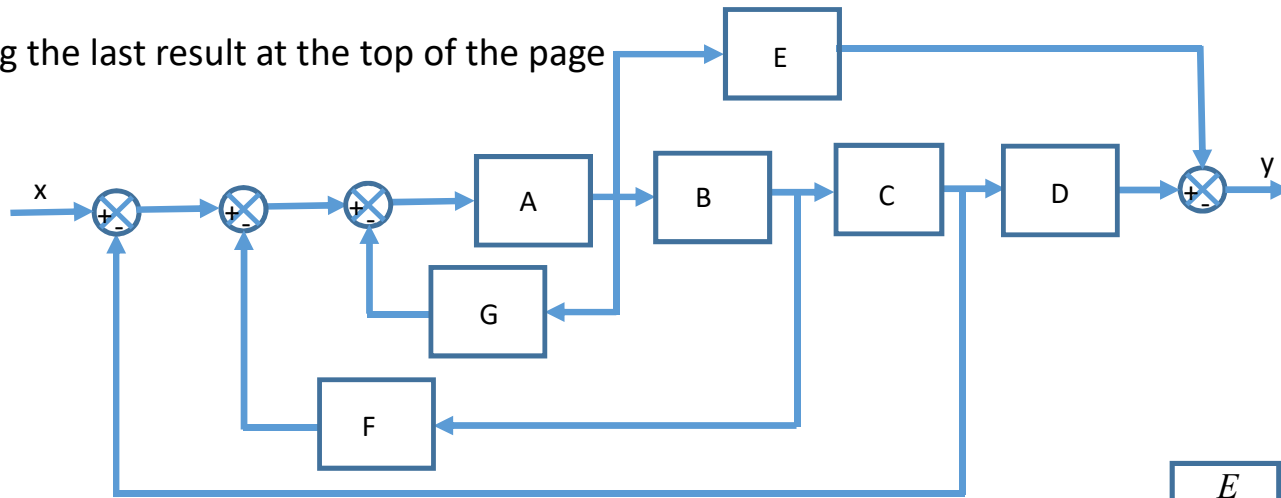 g the last result at the top of the page
E
x
y
+
-
+
-
+
-
A
B
C
D
+
-
G
F
E